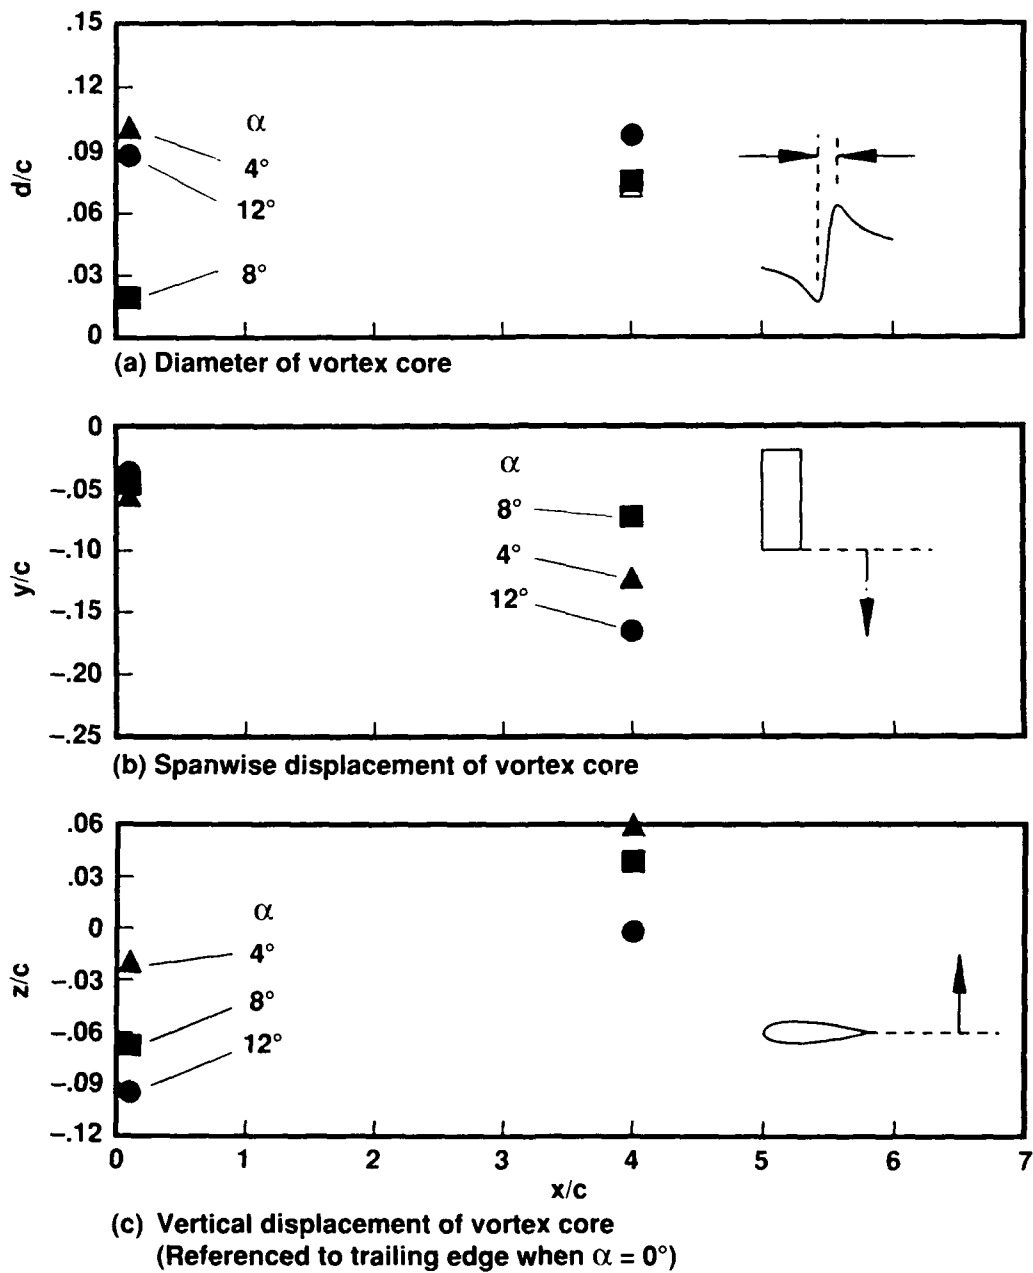 .15
.12
.09
.06
.03
0
d/c
α
4°
12°
8°
(a) Diameter of vortex core
0
−.05
−.10
−.15
−.20
−.25
y/c
α
8°
4°
12°
(b) Spanwise displacement of vortex core
.06
.03
0
−.03
−.06
−.09
−.12
z/c
α
4°
8°
12°
0 1 2 3 4 5 6 7
x/c
(c) Vertical displacement of vortex core
(Referenced to trailing edge when α = 0°)